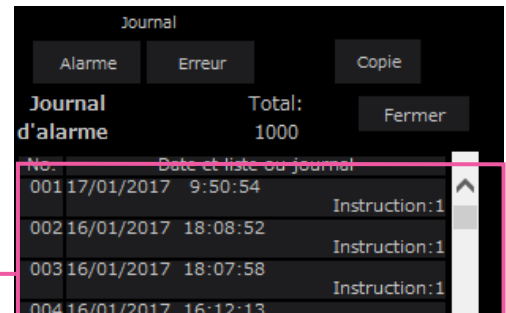 Journal
Alarme Erreur Copie
Journal d'alarme
Total: 1000
Fermer
No. Date et liste ou journal
001 17/01/2017 9:50:54
Instruction:1
002 16/01/2017 18:08:52
Instruction:1
003 16/01/2017 18:07:58
Instruction:1
004 16/01/2017 16:12:13